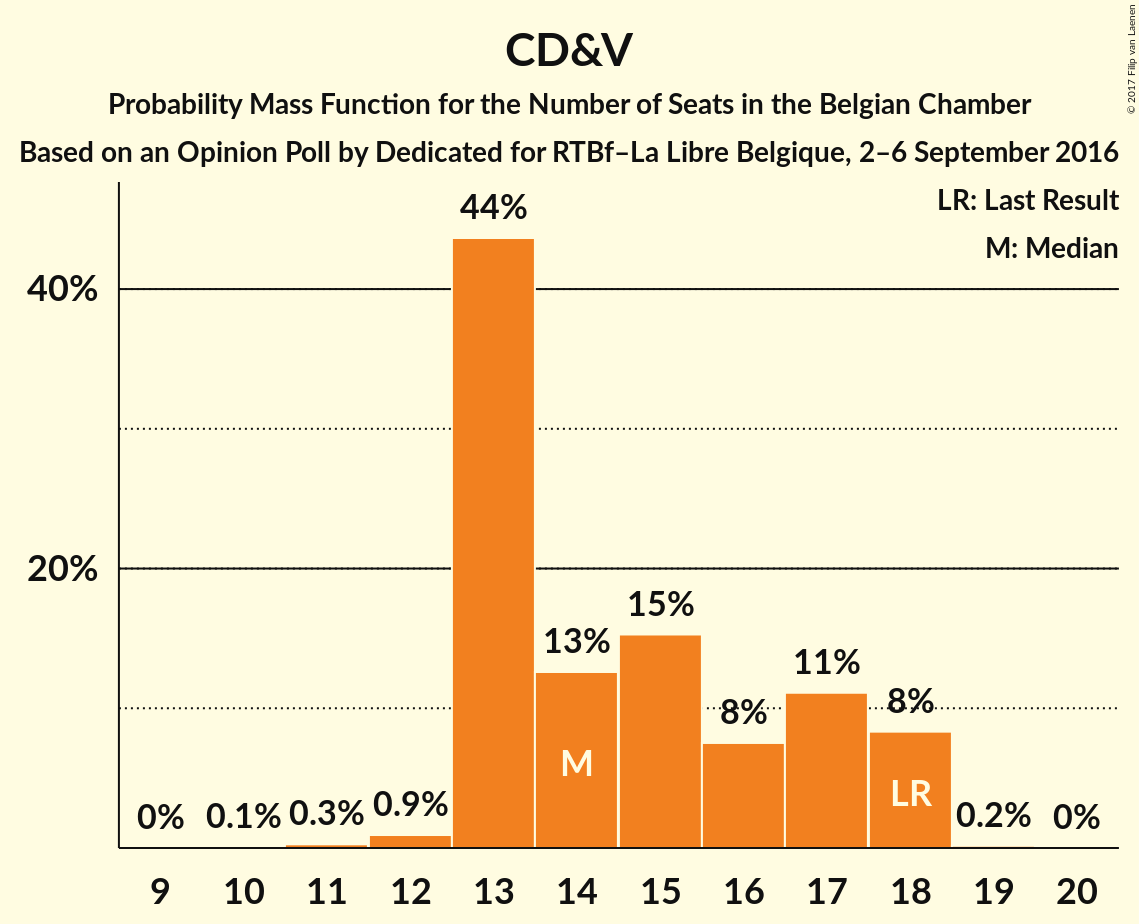 CD&V
Probability Mass Function for the Number of Seats in the Belgian Chamber
Based on an Opinion Poll by Dedicated for RTBf–La Libre Belgique, 2–6 September 2016
© 2017 Filip van Laenen
LR: Last Result
M: Median
40%
20%
0%
0.1%
0.3%
0.9%
44%
13%
15%
8%
11%
8%
0.2%
0%
M
LR
9 10 11 12 13 14 15 16 17 18 19 20